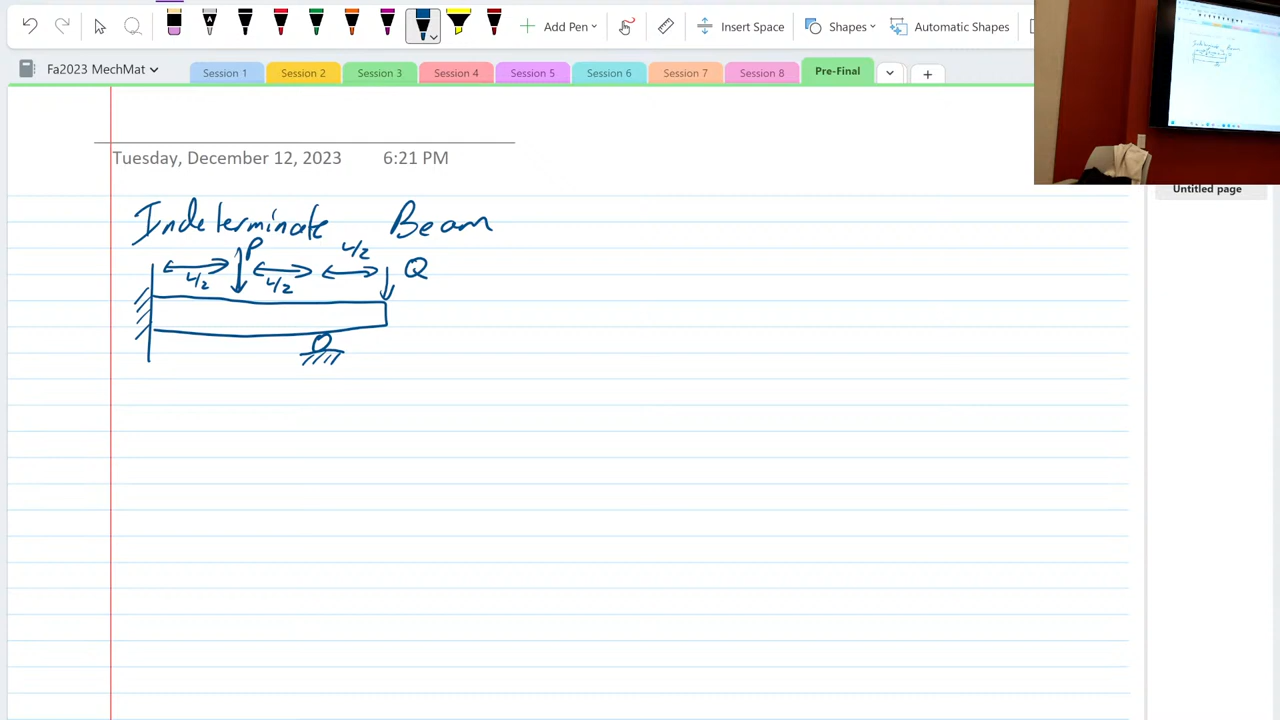 Add Pen
Insert Space
Shapes
Automatic Shapes
Fa2023 MechMat
Session 1
Session 2
Session 3
Session 4
Session 5
Session 6
Session 7
Session 8
Pre-Final
Tuesday, December 12, 2023 6:21 PM
Untitled page
Indeterminate Beam
P
L/2
L/2
L/2
Q